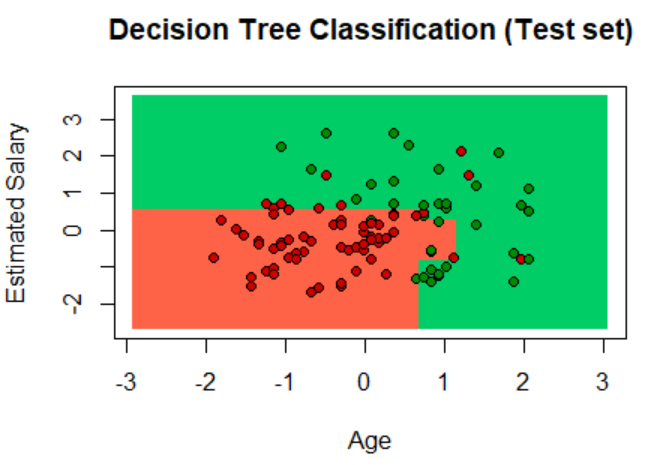 Decision Tree Classification (Test set)
Estimated Salary
3
2
1
0
-2
-3 -2 -1 0 1 2 3
Age